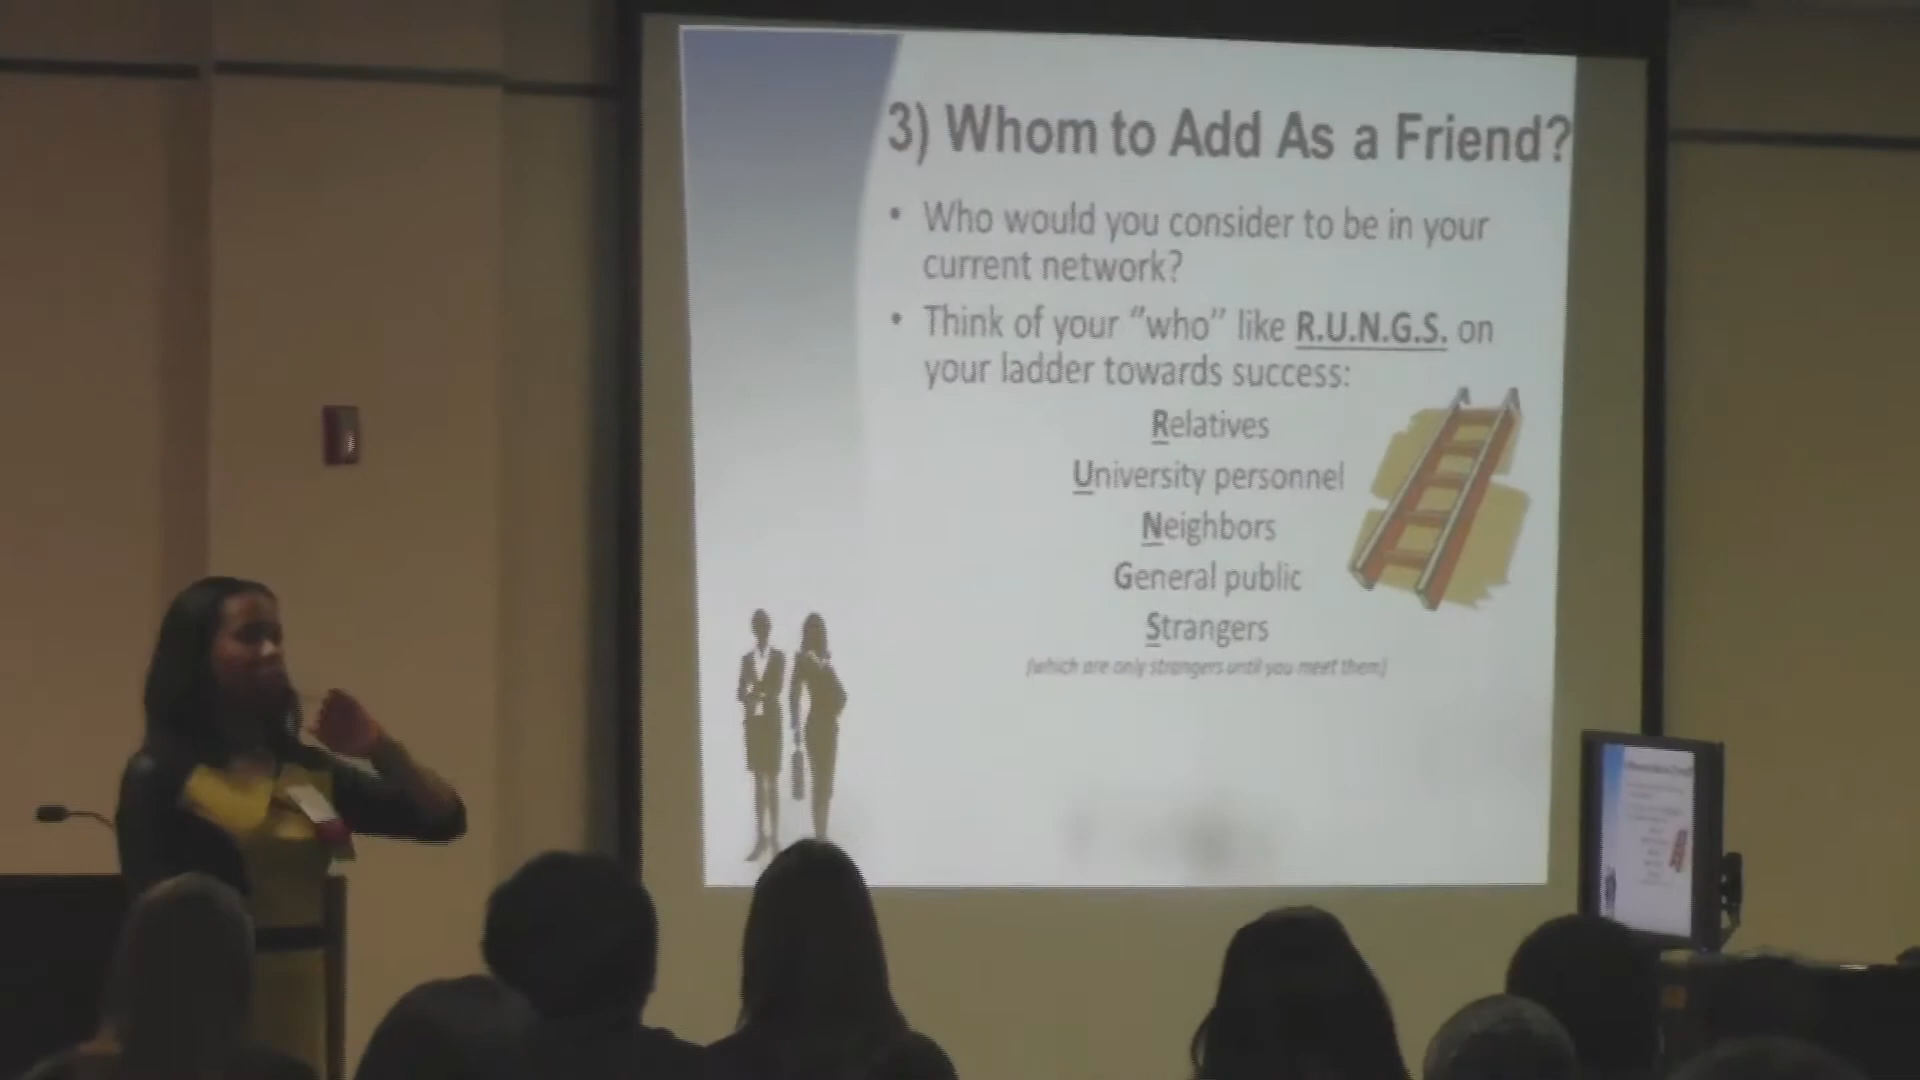 3) Whom to Add As a Friend?
• Who would you consider to be in your
current network?
• Think of your "who" like R.U.N.G.S. on
your ladder towards success:
Relatives
University personnel
Neighbors
General public
Strangers
(which are only strangers until you meet them)